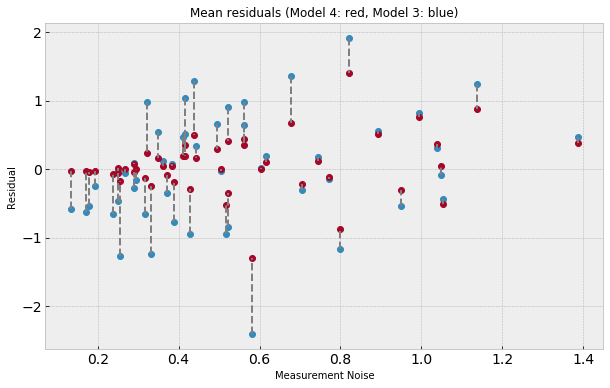 Mean residuals (Model 4: red, Model 3: blue)
2
1
0
−1
−2
Residual
0.2 0.4 0.6 0.8 1.0 1.2 1.4
Measurement Noise